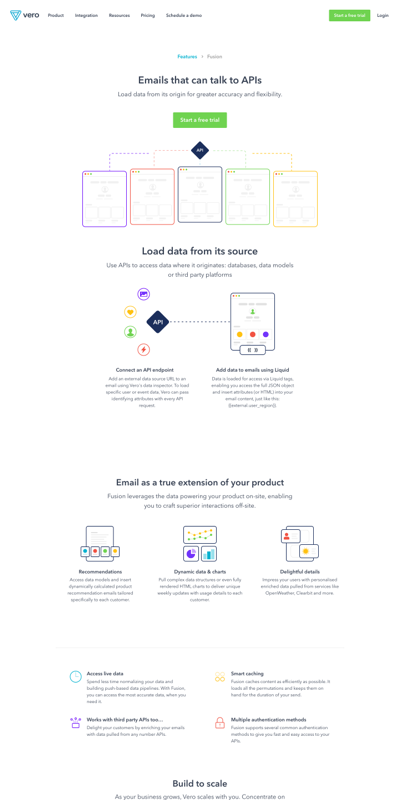 vero
Product
Integration
Resources
Pricing
Schedule a demo
Start a free trial
Login
Features > Fusion
Emails that can talk to APIs
Load data from its origin for greater accuracy and flexibility.
Start a free trial
API
Load data from its source
Use APIs to access data where it originates: databases, data models
or third party platforms
API
Connect an API endpoint
Add an external data source URL to an
email using Vero's data inspector. To load
specific user or event data, Vero can pass
identifying attributes with every API
request.
Add data to emails using Liquid
Data is loaded for access via Liquid tags,
enabling you access the full JSON object
and insert attributes (or HTML) into your
email content, just like this:
{{external.user_region}}.
Email as a true extension of your product
Fusion leverages the data powering your product on-site, enabling
you to craft superior interactions off-site.
Recommendations
Access data models and insert
dynamically calculated product
recommendation emails tailored
specifically to each customer.
Dynamic data & charts
Pull complex data structures or even fully
rendered HTML charts to deliver unique
weekly updates with usage details to each
customer.
Delightful details
Impress your users with personalised
enriched data pulled from services like
OpenWeather, Clearbit and more.
Access live data
Spend less time normalizing your data and
building push-based data pipelines. With Fusion,
you can access the most accurate data, when you
need it.
Smart caching
Fusion caches content as efficiently as possible. It
loads all the permutations and keeps them on
hand for the duration of your send.
Works with third party APIs too...
Delight your customers by enriching your emails
with data pulled from any number APIs.
Multiple authentication methods
Fusion supports several common authentication
methods to give you fast and easy access to your
APIs.
Build to scale
As your business grows, Vero scales with you. Concentrate on